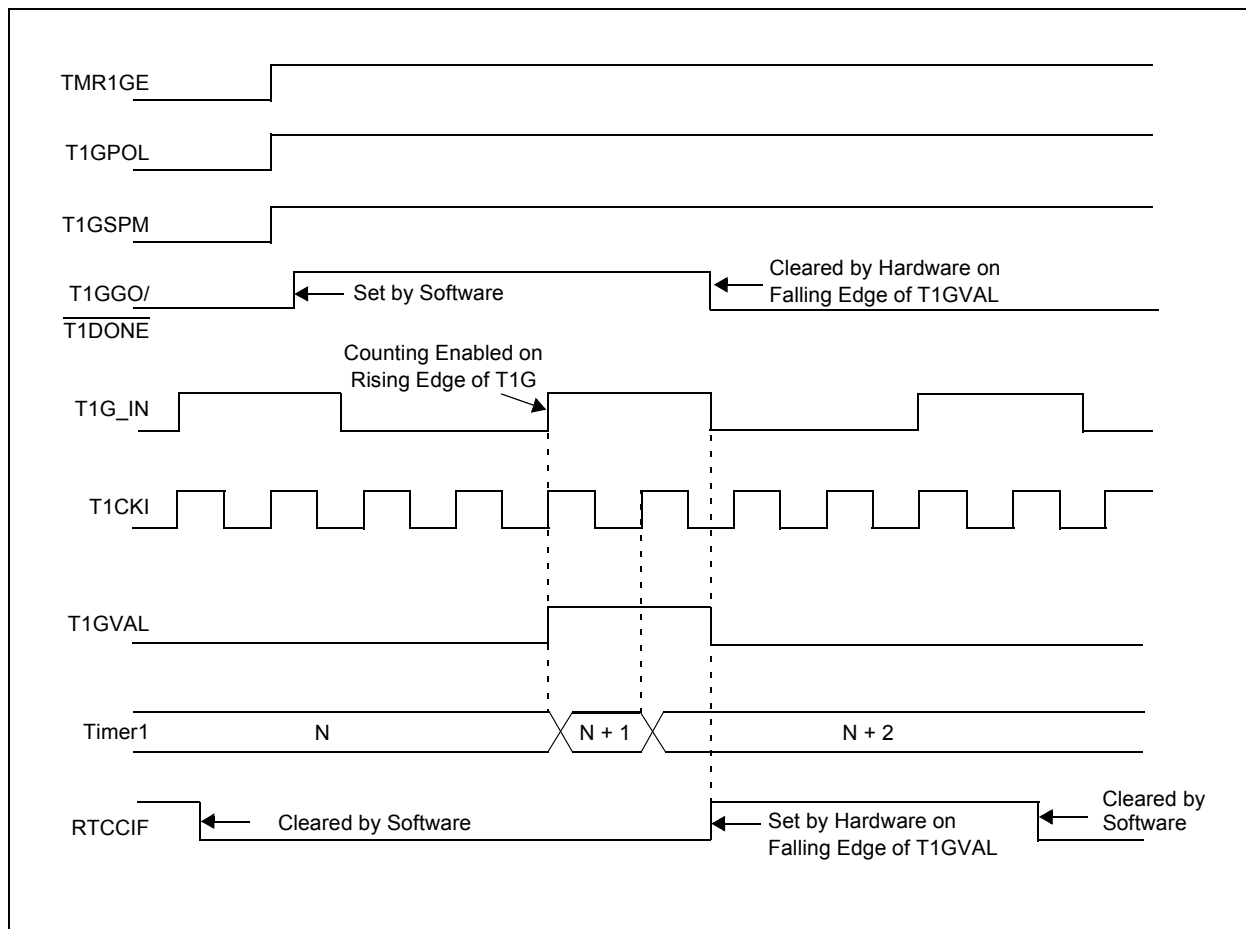 TMR1GE
T1GPOL
T1GSPM
T1GGO/
T1DONE
Set by Software
Cleared by Hardware on
Falling Edge of T1GVAL
Counting Enabled on
Rising Edge of T1G
T1G_IN
T1CKI
T1GVAL
Timer1
N
N + 1
N + 2
RTCCIF
Cleared by Software
Set by Hardware on
Falling Edge of T1GVAL
Cleared by
Software